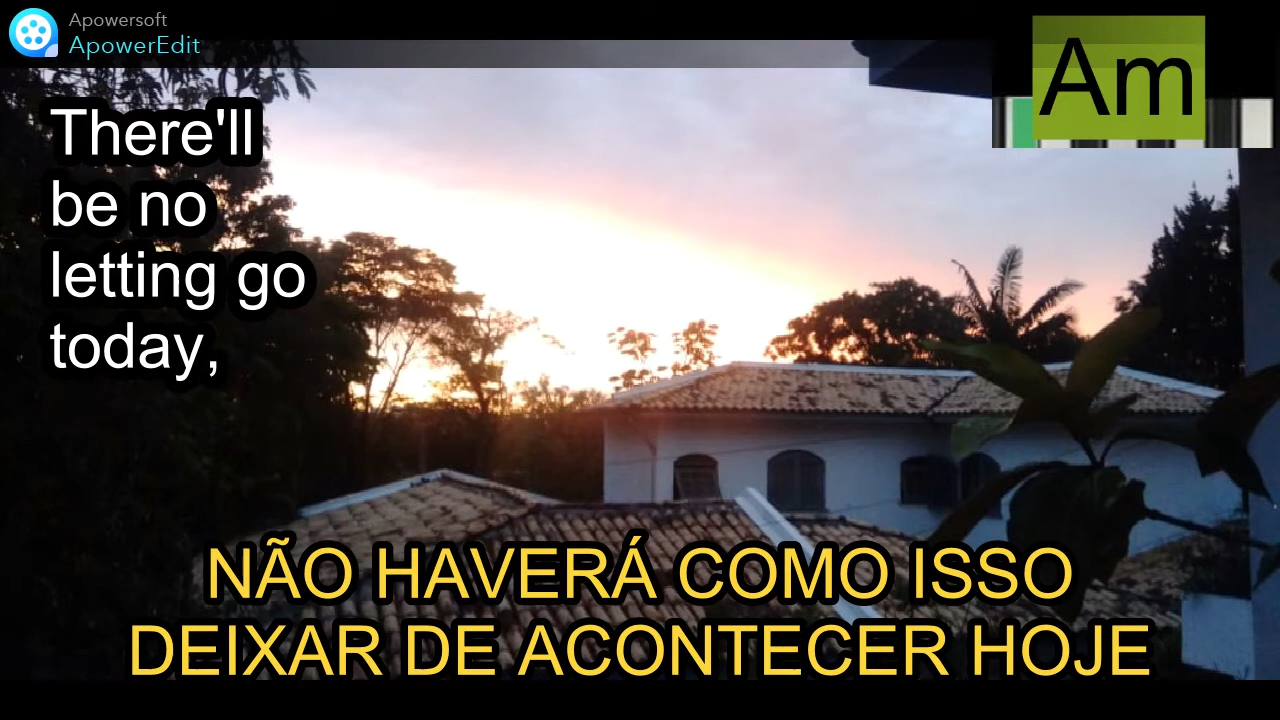 Apowersoft
ApowerEdit
Am
There'll
be no
letting go
today,
NÃO HAVERÁ COMO ISSO
DEIXAR DE ACONTECER HOJE